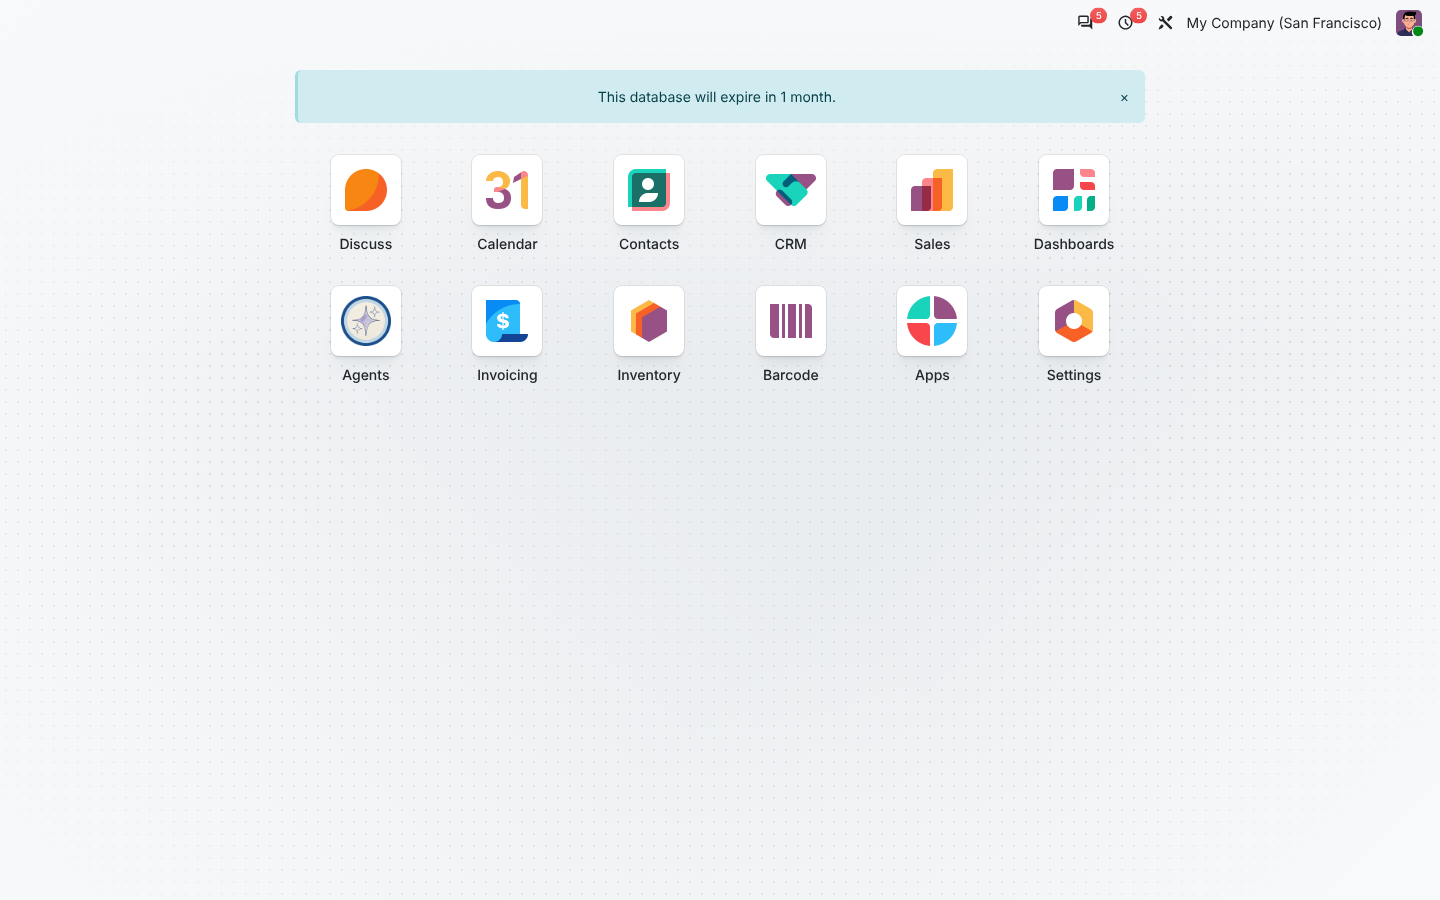 5
5
My Company (San Francisco)
This database will expire in 1 month.
×
31
Discuss
Calendar
Contacts
CRM
Sales
Dashboards
$
Agents
Invoicing
Inventory
Barcode
Apps
Settings